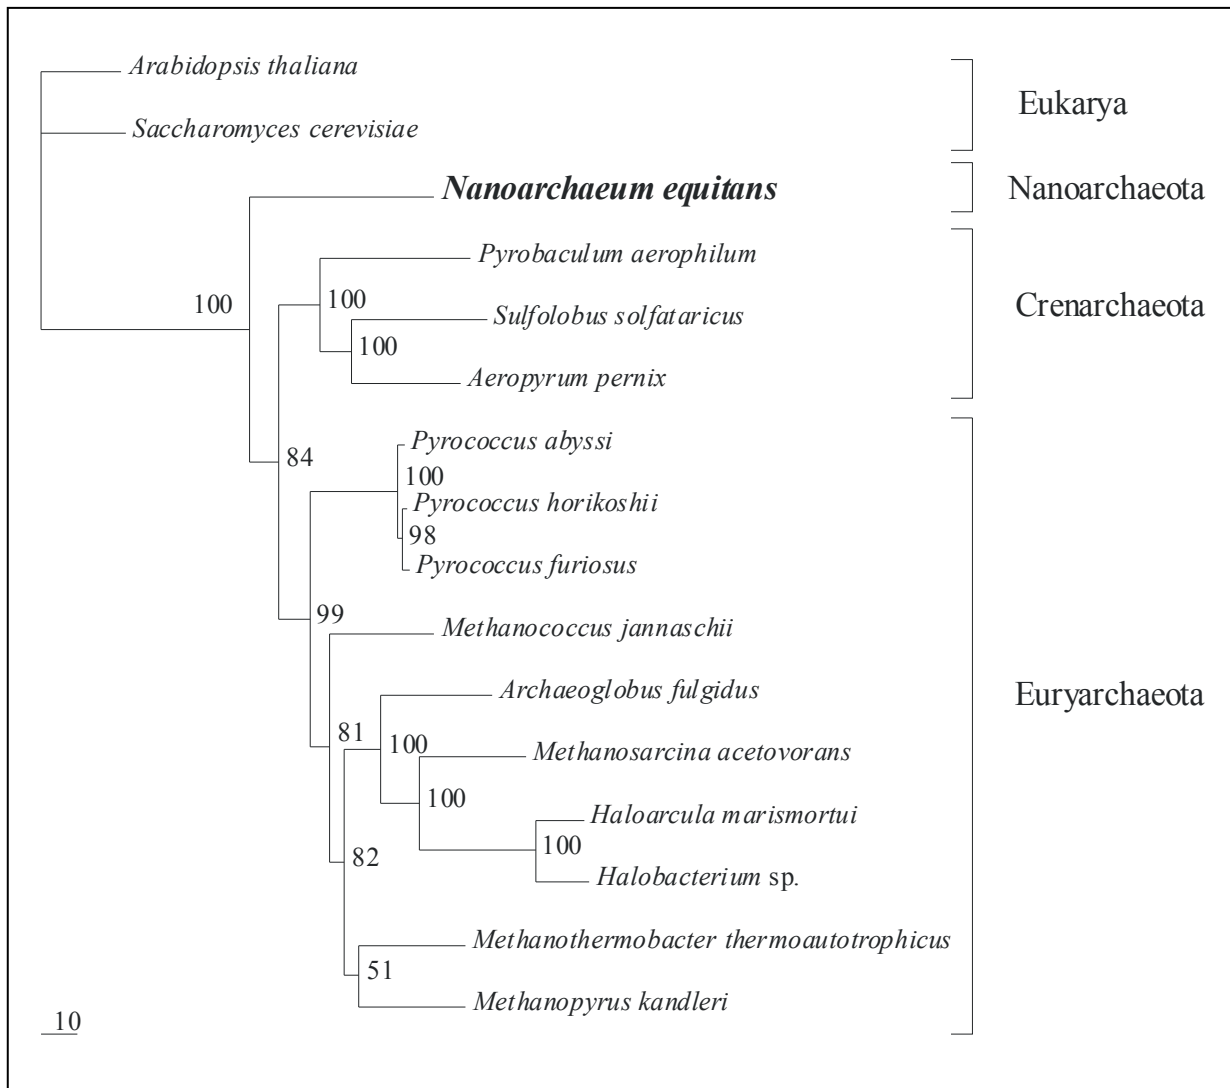 Arabidopsis thaliana
Saccharomyces cerevisiae
Eukarya
Nanoarchaeum equitans
Nanoarchaeota
Pyrobaculum aerophilum
100
100
Sulfolobus solfataricus
Crenarchaeota
100
Aeropyrum pernix
Pyrococcus abyssi
84
100
Pyrococcus horikoshii
98
Pyrococcus furiosus
99
Methanococcus jannaschii
Archaeoglobus fulgidus
Euryarchaeota
81
100
Methanosarcina acetovorans
100
Haloarcula marismortui
100
82
Halobacterium sp.
Methanothermobacter thermoautotrophicus
51
Methanopyrus kandleri
10